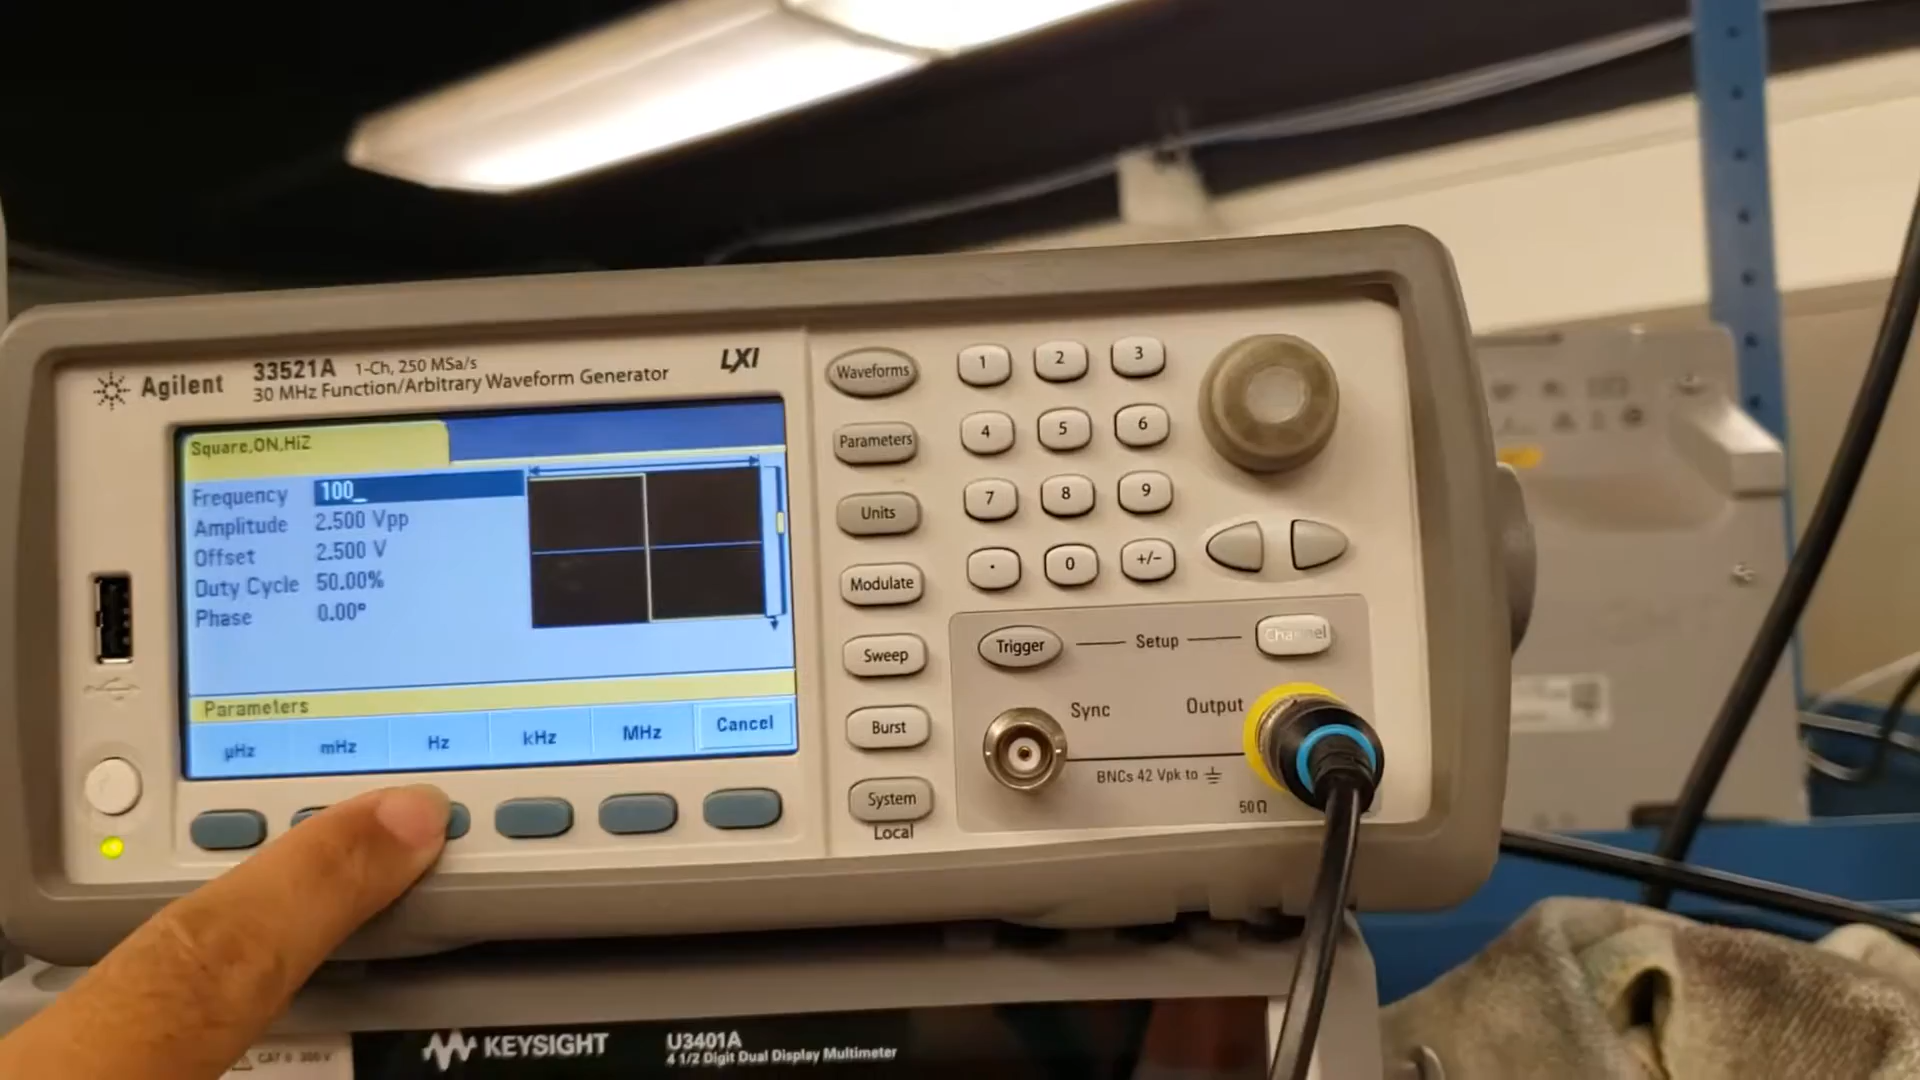 Agilent
33521A 1-Ch, 250 MSa/s
30 MHz Function/Arbitrary Waveform Generator
LXI
Square,ON,HiZ
Frequency 100_
Amplitude 2.500 Vpp
Offset 2.500 V
Duty Cycle 50.00%
Phase 0.00°
Parameters
µHz mHz Hz kHz MHz Cancel
Waveforms
Parameters
Units
Modulate
Sweep
Burst
System
Local
1 2 3
4 5 6
7 8 9
. 0 +/-
Trigger Setup Channel
Sync Output
BNCs 42 Vpk to
50Ω
KEYSIGHT
U3401A
4 1/2 Digit Dual Display Multimeter